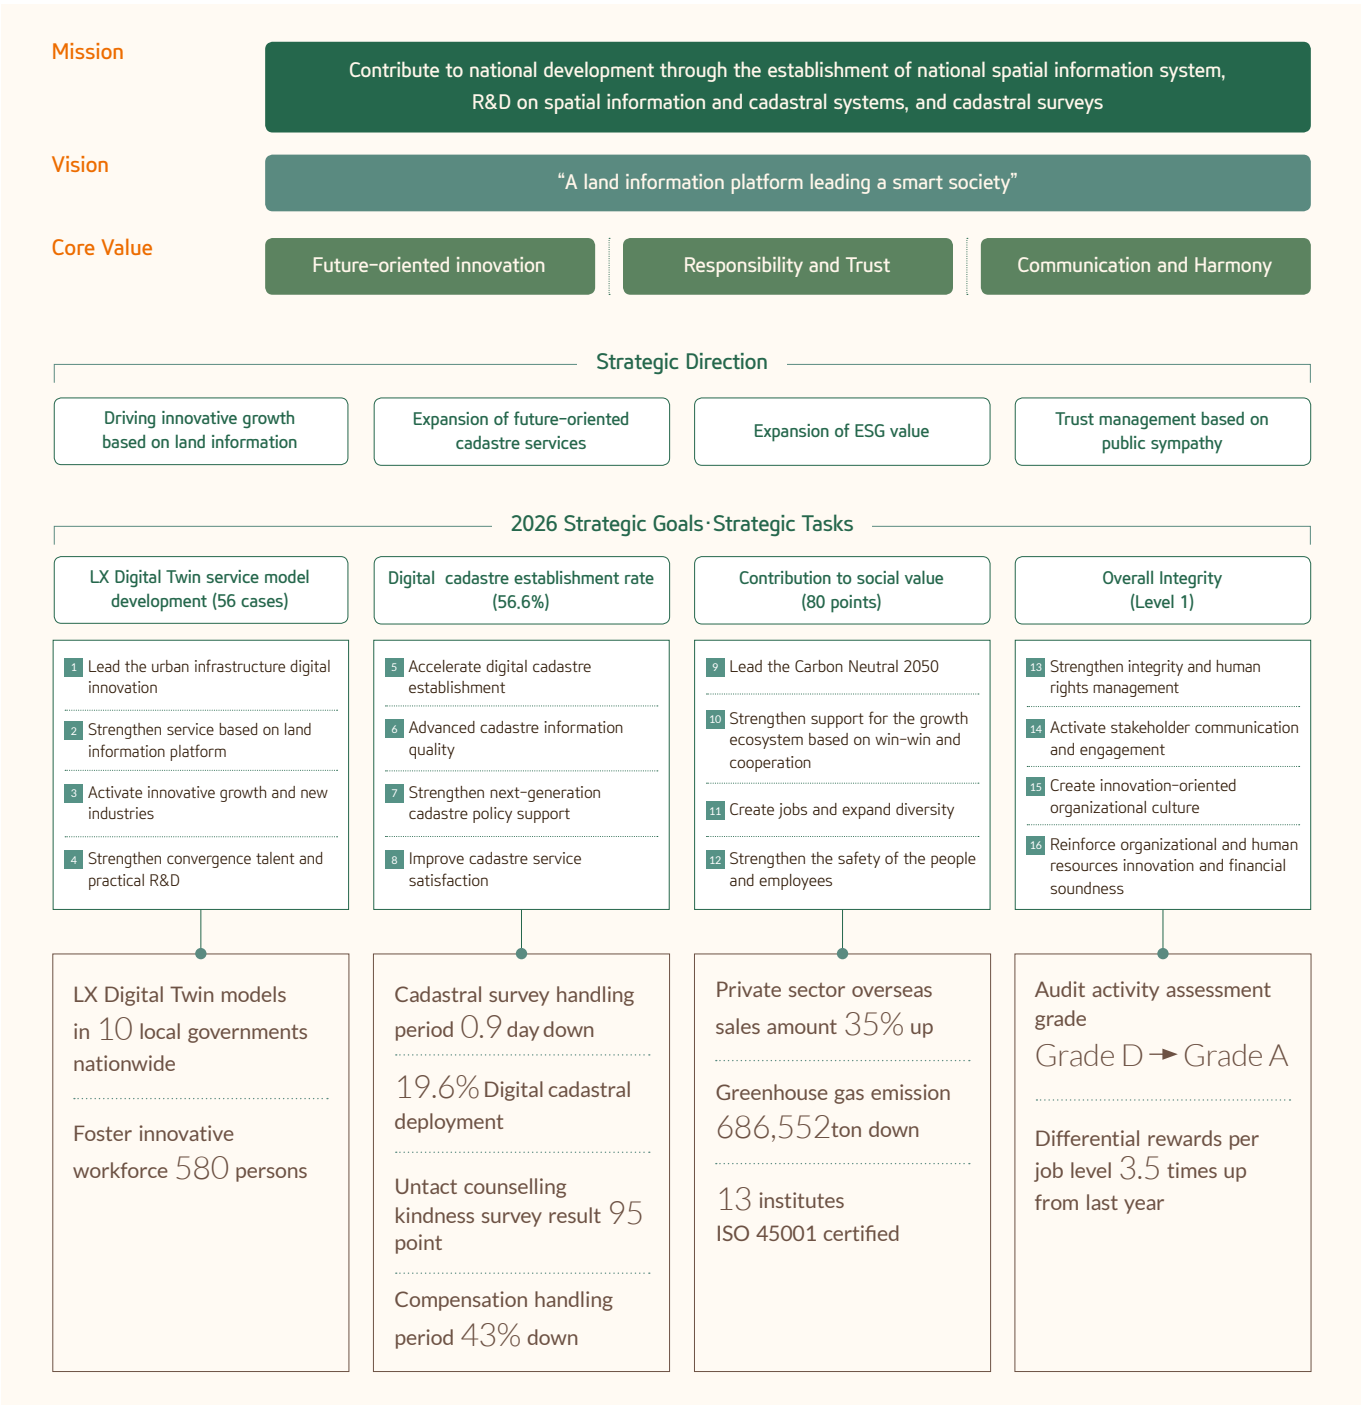 Mission
Contribute to national development through the establishment of national spatial information system,
R&D on spatial information and cadastral systems, and cadastral surveys
Vision
“A land information platform leading a smart society”
Core Value
Future-oriented innovation
Responsibility and Trust
Communication and Harmony
Strategic Direction
Driving innovative growth
based on land information
Expansion of future-oriented
cadastre services
Expansion of ESG value
Trust management based on
public sympathy
2026 Strategic Goals·Strategic Tasks
LX Digital Twin service model
development (56 cases)
1 Lead the urban infrastructure digital
innovation
2 Strengthen service based on land
information platform
3 Activate innovative growth and new
industries
4 Strengthen convergence talent and
practical R&D
LX Digital Twin models
in 10 local governments
nationwide
Foster innovative
workforce 580 persons
Digital cadastre establishment rate
(56.6%)
5 Accelerate digital cadastre
establishment
6 Advanced cadastre information
quality
7 Strengthen next-generation
cadastre policy support
8 Improve cadastre service
satisfaction
Cadastral survey handling
period 0.9 day down
19.6% Digital cadastral
deployment
Untact counselling
kindness survey result 95
point
Compensation handling
period 43% down
Contribution to social value
(80 points)
9 Lead the Carbon Neutral 2050
10 Strengthen support for the growth
ecosystem based on win-win and
cooperation
11 Create jobs and expand diversity
12 Strengthen the safety of the people
and employees
Private sector overseas
sales amount 35% up
Greenhouse gas emission
686,552ton down
13 institutes
ISO 45001 certified
Overall Integrity
(Level 1)
13 Strengthen integrity and human
rights management
14 Activate stakeholder communication
and engagement
15 Create innovation-oriented
organizational culture
16 Reinforce organizational and human
resources innovation and financial
soundness
Audit activity assessment
grade
Grade D → Grade A
Differential rewards per
job level 3.5 times up
from last year